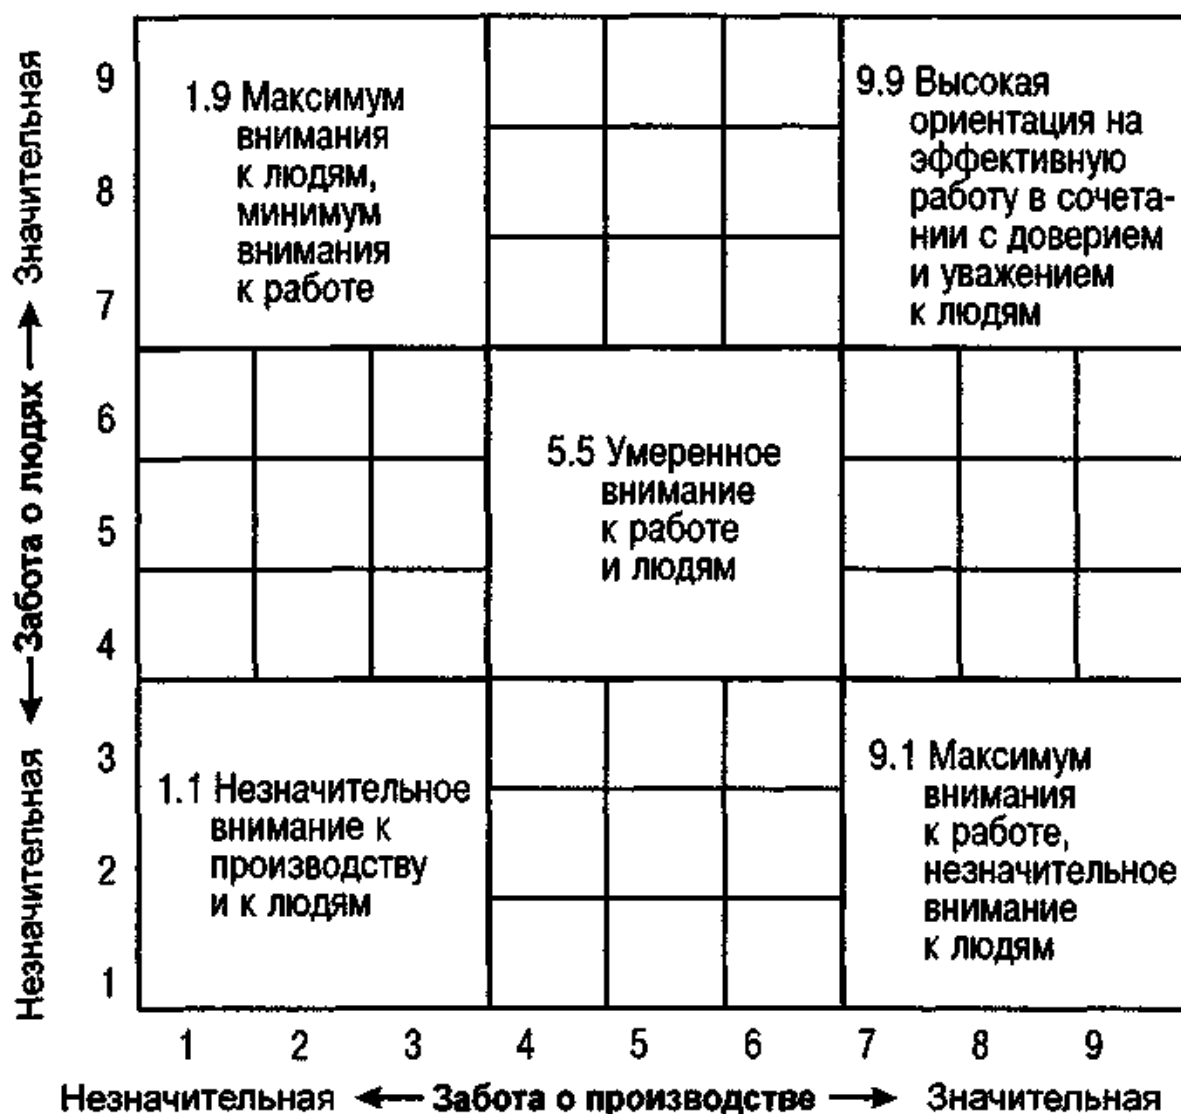 Значительная
Забота о людях
Незначительная
9
8
7
6
5
4
3
2
1
1.9 Максимум
внимания
к людям,
минимум
внимания
к работе
9.9 Высокая
ориентация на
эффективную
работу в сочета-
нии с доверием
и уважением
к людям
5.5 Умеренное
внимание
к работе
и людям
1.1 Незначительное
внимание к
производству
и к людям
9.1 Максимум
внимания
к работе,
незначительное
внимание
к людям
1 2 3 4 5 6 7 8 9
Незначительная ← Забота о производстве → Значительная